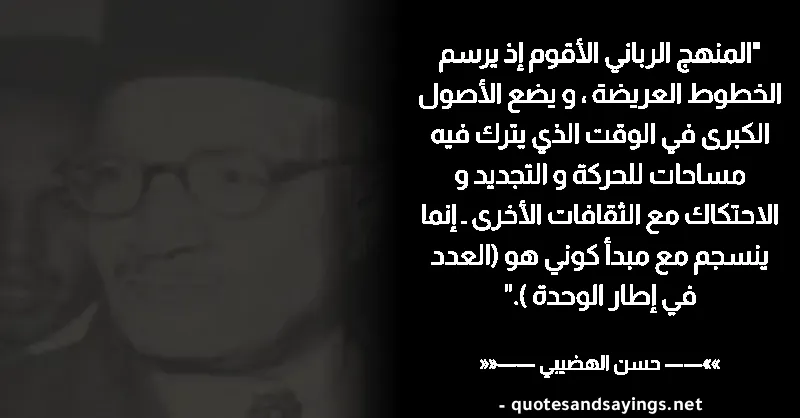 "المنهج الرباني الأقوم إذ يرسم
الخطوط العريضة ، و يضع الأصول
الكبرى في الوقت الذي يترك فيه
مساحات للحركة و التجديد و
الاحتكاك مع الثقافات الأخرى ـ إنما
ينسجم مع مبدأ كوني هو (العدد
في إطار الوحدة )."
»»—— حسن الهضيبي ——««
- quotesandsayings.net